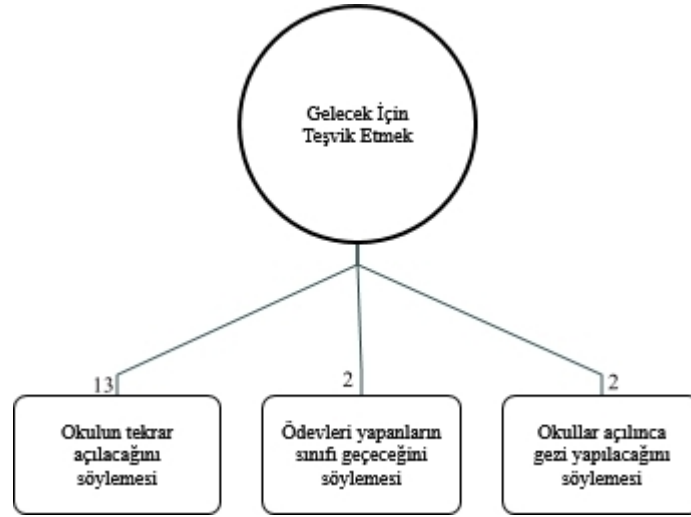 Gelecek İçin
Teşvik Etmek
13
2
2
Okulun tekrar
açılacağını
söylemesi
Ödevleri yapanların
sınıfı geçeceğini
söylemesi
Okullar açılınca
gezi yapılacağını
söylemesi